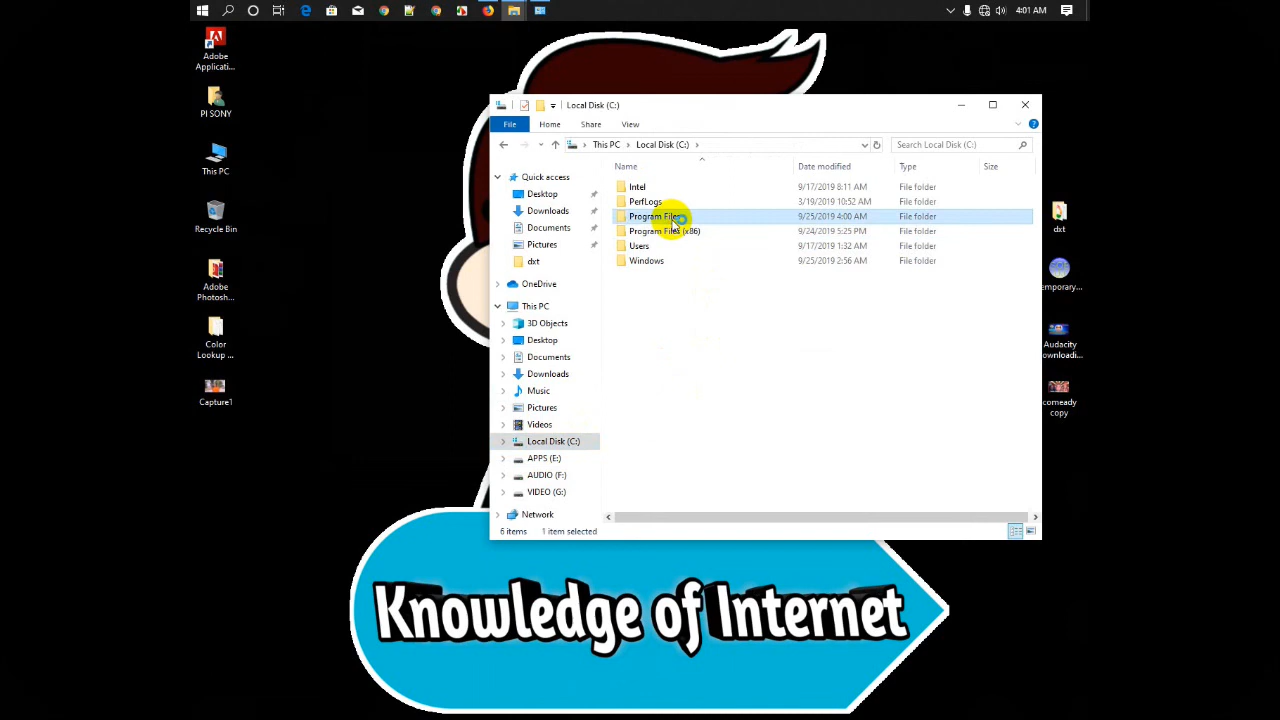 4:01 AM
Adobe
Applicati...
PI SONY
This PC
Recycle Bin
Adobe
Photosh...
Color
Lookup ...
Capture1
Local Disk (C:)
File
Home
Share
View
This PC
Local Disk (C:)
Search Local Disk (C:)
Name
Date modified
Type
Size
Quick access
Desktop
Downloads
Documents
Pictures
dxt
OneDrive
This PC
3D Objects
Desktop
Documents
Downloads
Music
Pictures
Videos
Local Disk (C:)
APPS (E:)
AUDIO (F:)
VIDEO (G:)
Network
Intel 9/17/2019 8:11 AM File folder
PerfLogs 3/19/2019 10:52 AM File folder
Program Files 9/25/2019 4:00 AM File folder
Program Files (x86) 9/24/2019 5:25 PM File folder
Users 9/17/2019 1:32 AM File folder
Windows 9/25/2019 2:56 AM File folder
6 items
1 item selected
dxt
emporary...
Audacity
ownloadi...
comeady
copy
Knowledge of Internet